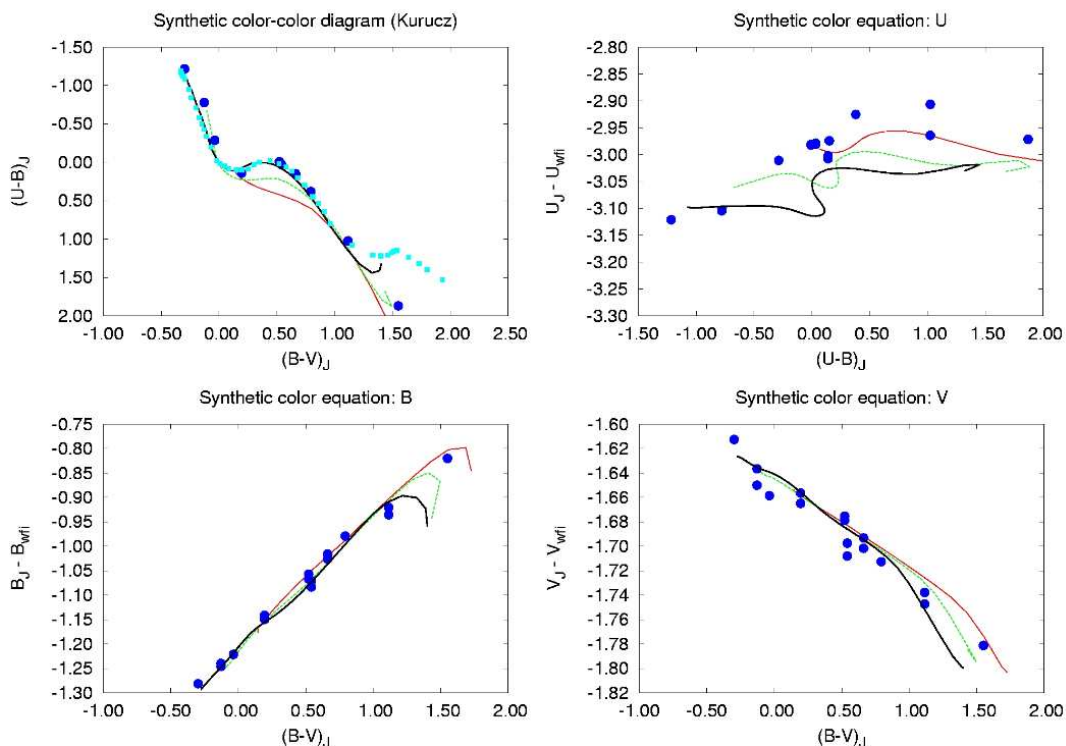 Synthetic color-color diagram (Kurucz)
-1.50
-1.00
-0.50
0.00
0.50
1.00
1.50
2.00
-1.00 -0.50 0.00 0.50 1.00 1.50 2.00 2.50
(U-B)J
(B-V)J
Synthetic color equation: U
-2.80
-2.85
-2.90
-2.95
-3.00
-3.05
-3.10
-3.15
-3.20
-3.25
-3.30
-1.50 -1.00 -0.50 0.00 0.50 1.00 1.50 2.00
UJ - Uwfi
(U-B)J
Synthetic color equation: B
-0.75
-0.80
-0.85
-0.90
-0.95
-1.00
-1.05
-1.10
-1.15
-1.20
-1.25
-1.30
-1.00 -0.50 0.00 0.50 1.00 1.50 2.00
BJ - Bwfi
(B-V)J
Synthetic color equation: V
-1.60
-1.62
-1.64
-1.66
-1.68
-1.70
-1.72
-1.74
-1.76
-1.78
-1.80
-1.82
-1.00 -0.50 0.00 0.50 1.00 1.50 2.00
VJ - Vwfi
(B-V)J